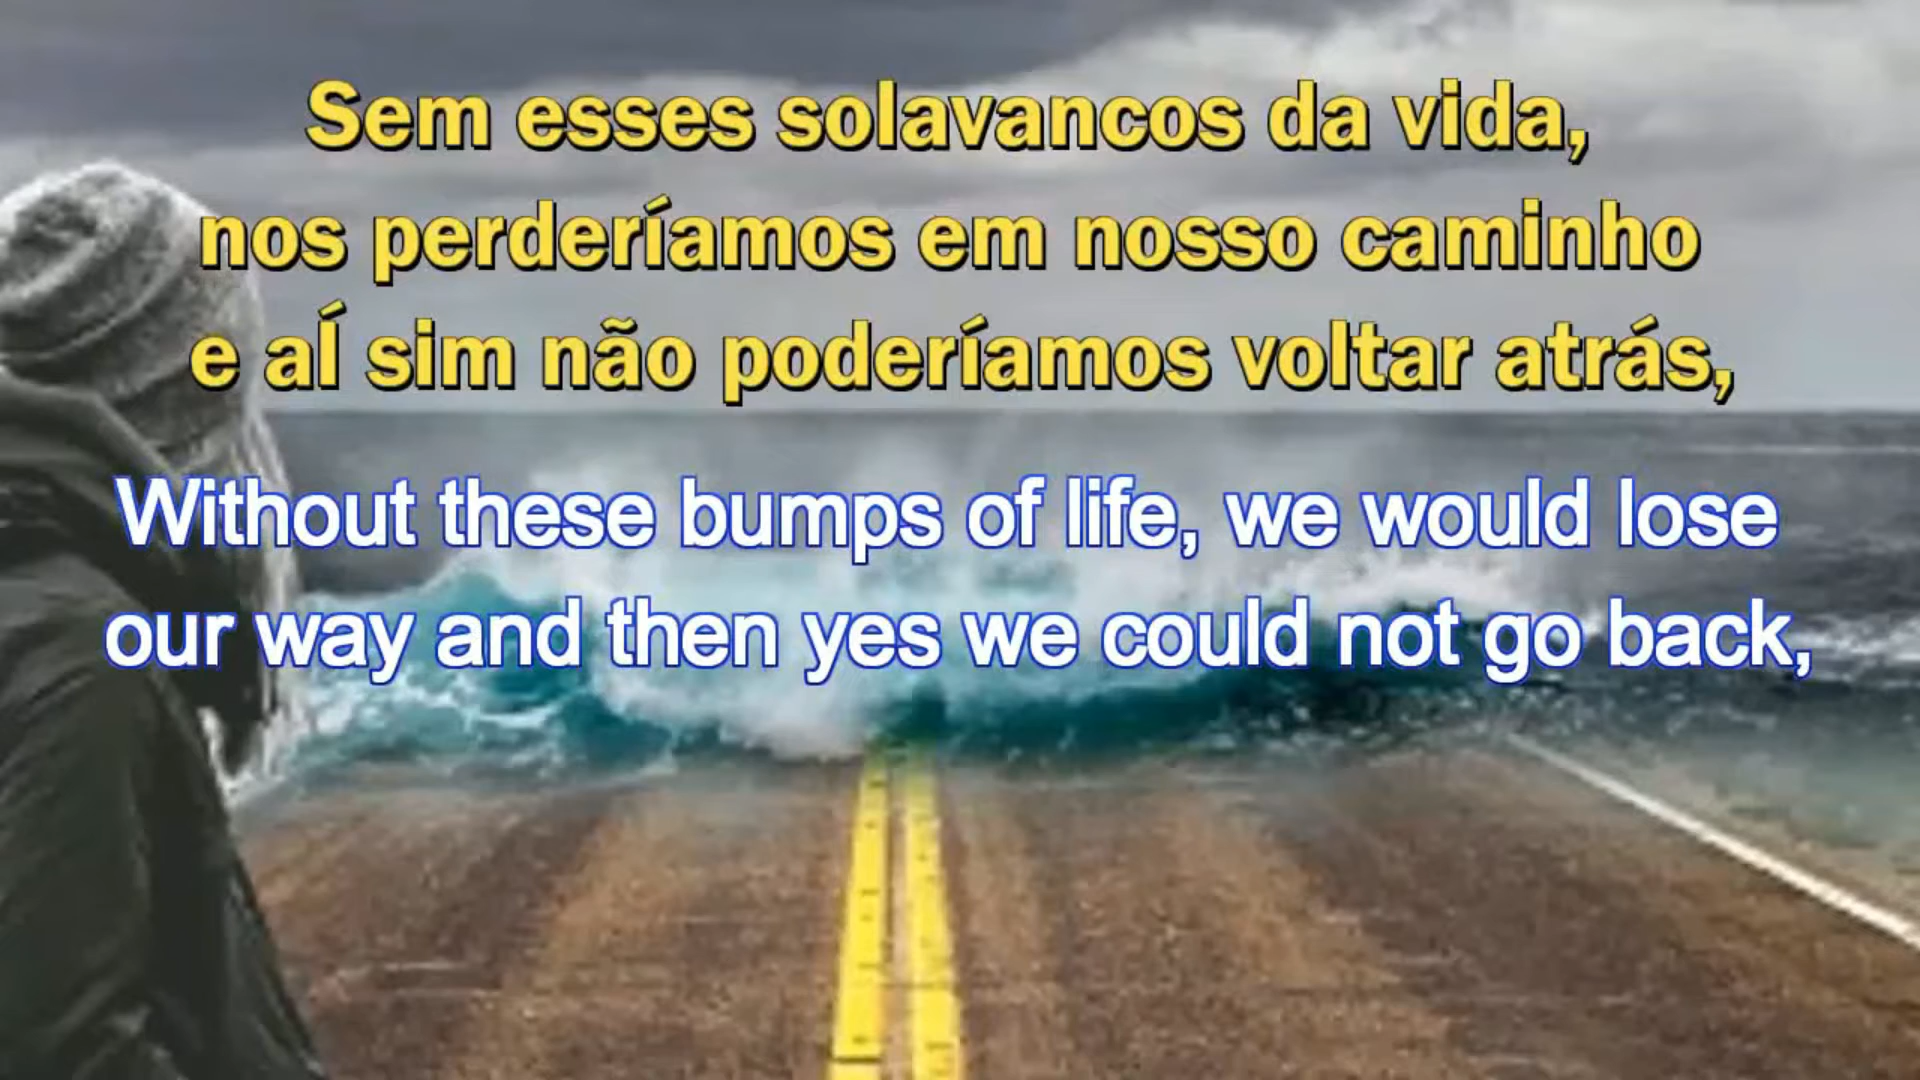 Sem esses solavancos da vida,
nos perderíamos em nosso caminho
e aÍ sim não poderíamos voltar atrás,
Without these bumps of life, we would lose
our way and then yes we could not go back,